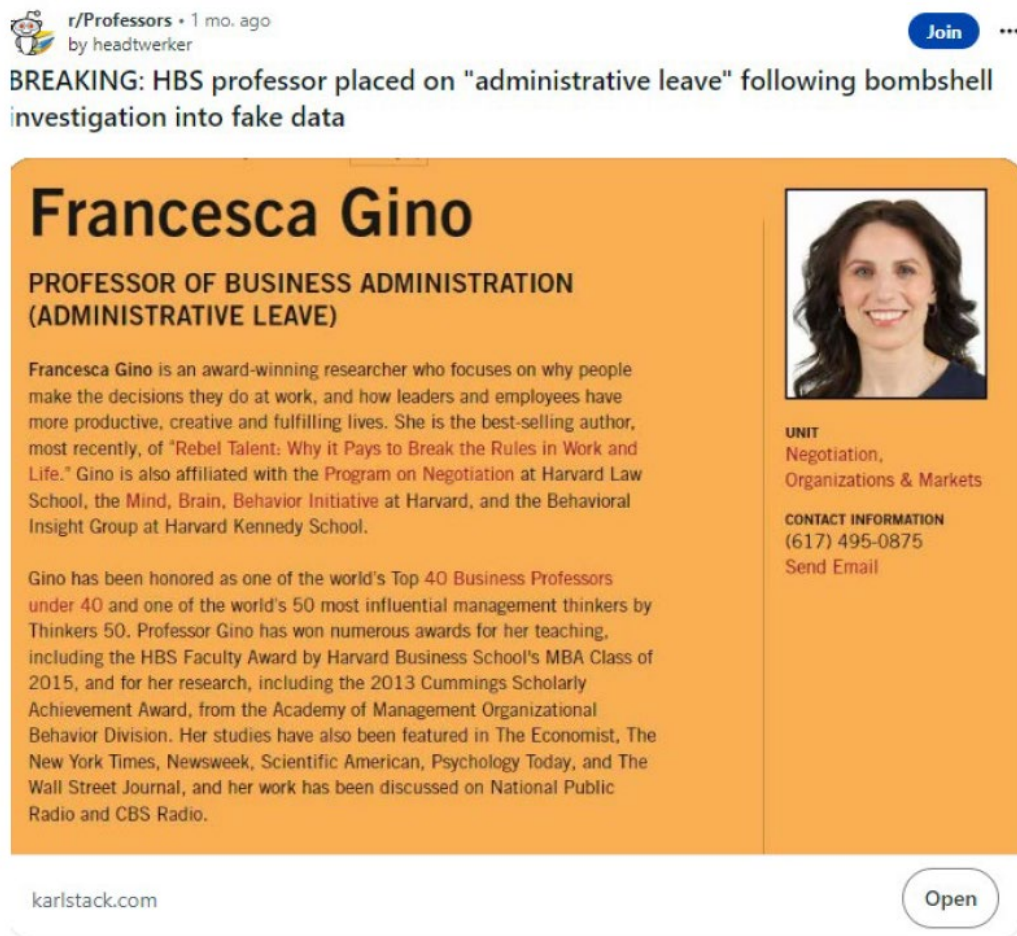 r/Professors • 1 mo. ago
by headtwerker
Join
BREAKING: HBS professor placed on "administrative leave" following bombshell
investigation into fake data
Francesca Gino
PROFESSOR OF BUSINESS ADMINISTRATION
(ADMINISTRATIVE LEAVE)
Francesca Gino is an award-winning researcher who focuses on why people
make the decisions they do at work, and how leaders and employees have
more productive, creative and fulfilling lives. She is the best-selling author,
most recently, of "Rebel Talent: Why it Pays to Break the Rules in Work and
Life." Gino is also affiliated with the Program on Negotiation at Harvard Law
School, the Mind, Brain, Behavior Initiative at Harvard, and the Behavioral
Insight Group at Harvard Kennedy School.
Gino has been honored as one of the world's Top 40 Business Professors
under 40 and one of the world's 50 most influential management thinkers by
Thinkers 50. Professor Gino has won numerous awards for her teaching,
including the HBS Faculty Award by Harvard Business School's MBA Class of
2015, and for her research, including the 2013 Cummings Scholarly
Achievement Award, from the Academy of Management Organizational
Behavior Division. Her studies have also been featured in The Economist, The
New York Times, Newsweek, Scientific American, Psychology Today, and The
Wall Street Journal, and her work has been discussed on National Public
Radio and CBS Radio.
UNIT
Negotiation,
Organizations & Markets
CONTACT INFORMATION
(617) 495-0875
Send Email
karlstack.com
Open